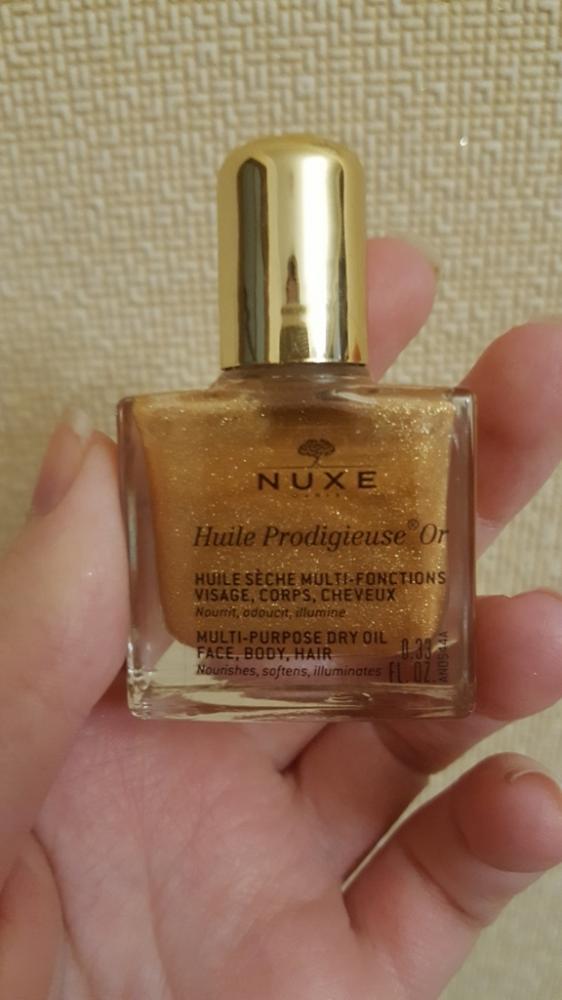 NUXE
PARIS
Huile Prodigieuse® Or
HUILE SÈCHE MULTI-FONCTIONS
VISAGE, CORPS, CHEVEUX
Nourrit, adoucit, illumine
MULTI-PURPOSE DRY OIL
FACE, BODY, HAIR
Nourishes, softens, illuminates
0.33
FL. OZ.